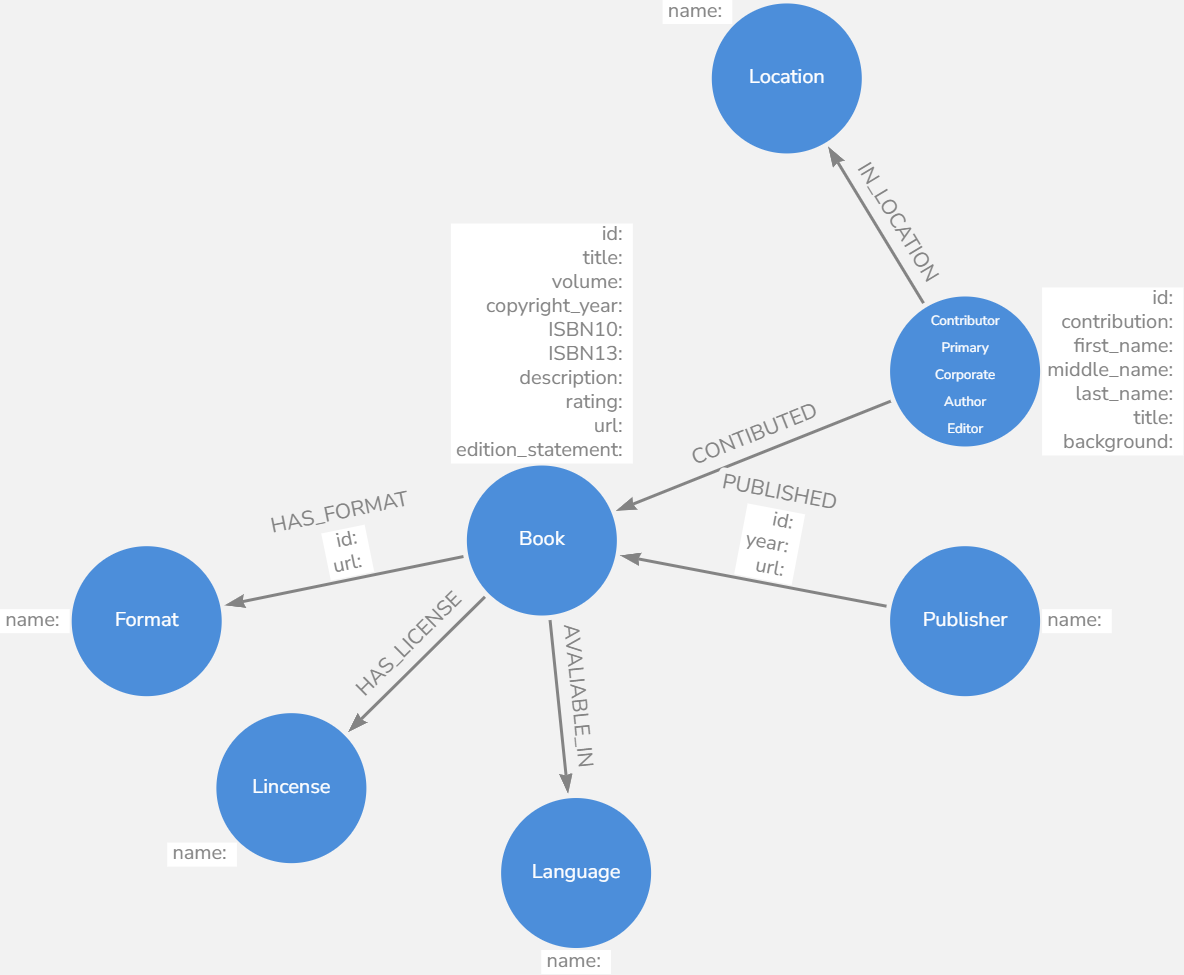 name:
Location
IN_LOCATION
id:
title:
volume:
copyright_year:
ISBN10:
ISBN13:
description:
rating:
url:
edition_statement:
Contributor
Primary
Corporate
Author
Editor
id:
contribution:
first_name:
middle_name:
last_name:
title:
background:
CONTIBUTED
PUBLISHED
id:
year:
url:
HAS_FORMAT
id:
url:
Book
name:
Format
Publisher
name:
HAS_LICENSE
AVALIABLE_IN
Lincense
name:
Language
name: